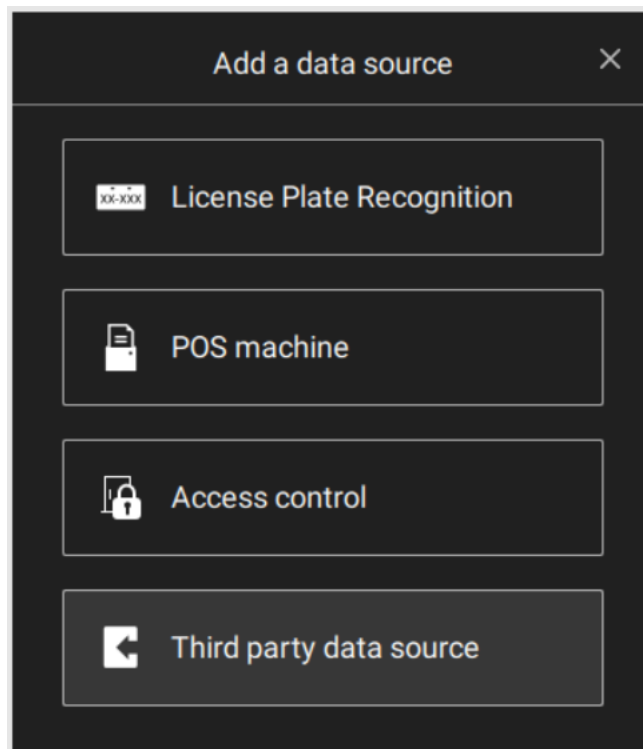 Add a data source
XX-XXX
License Plate Recognition
POS machine
Access control
Third party data source